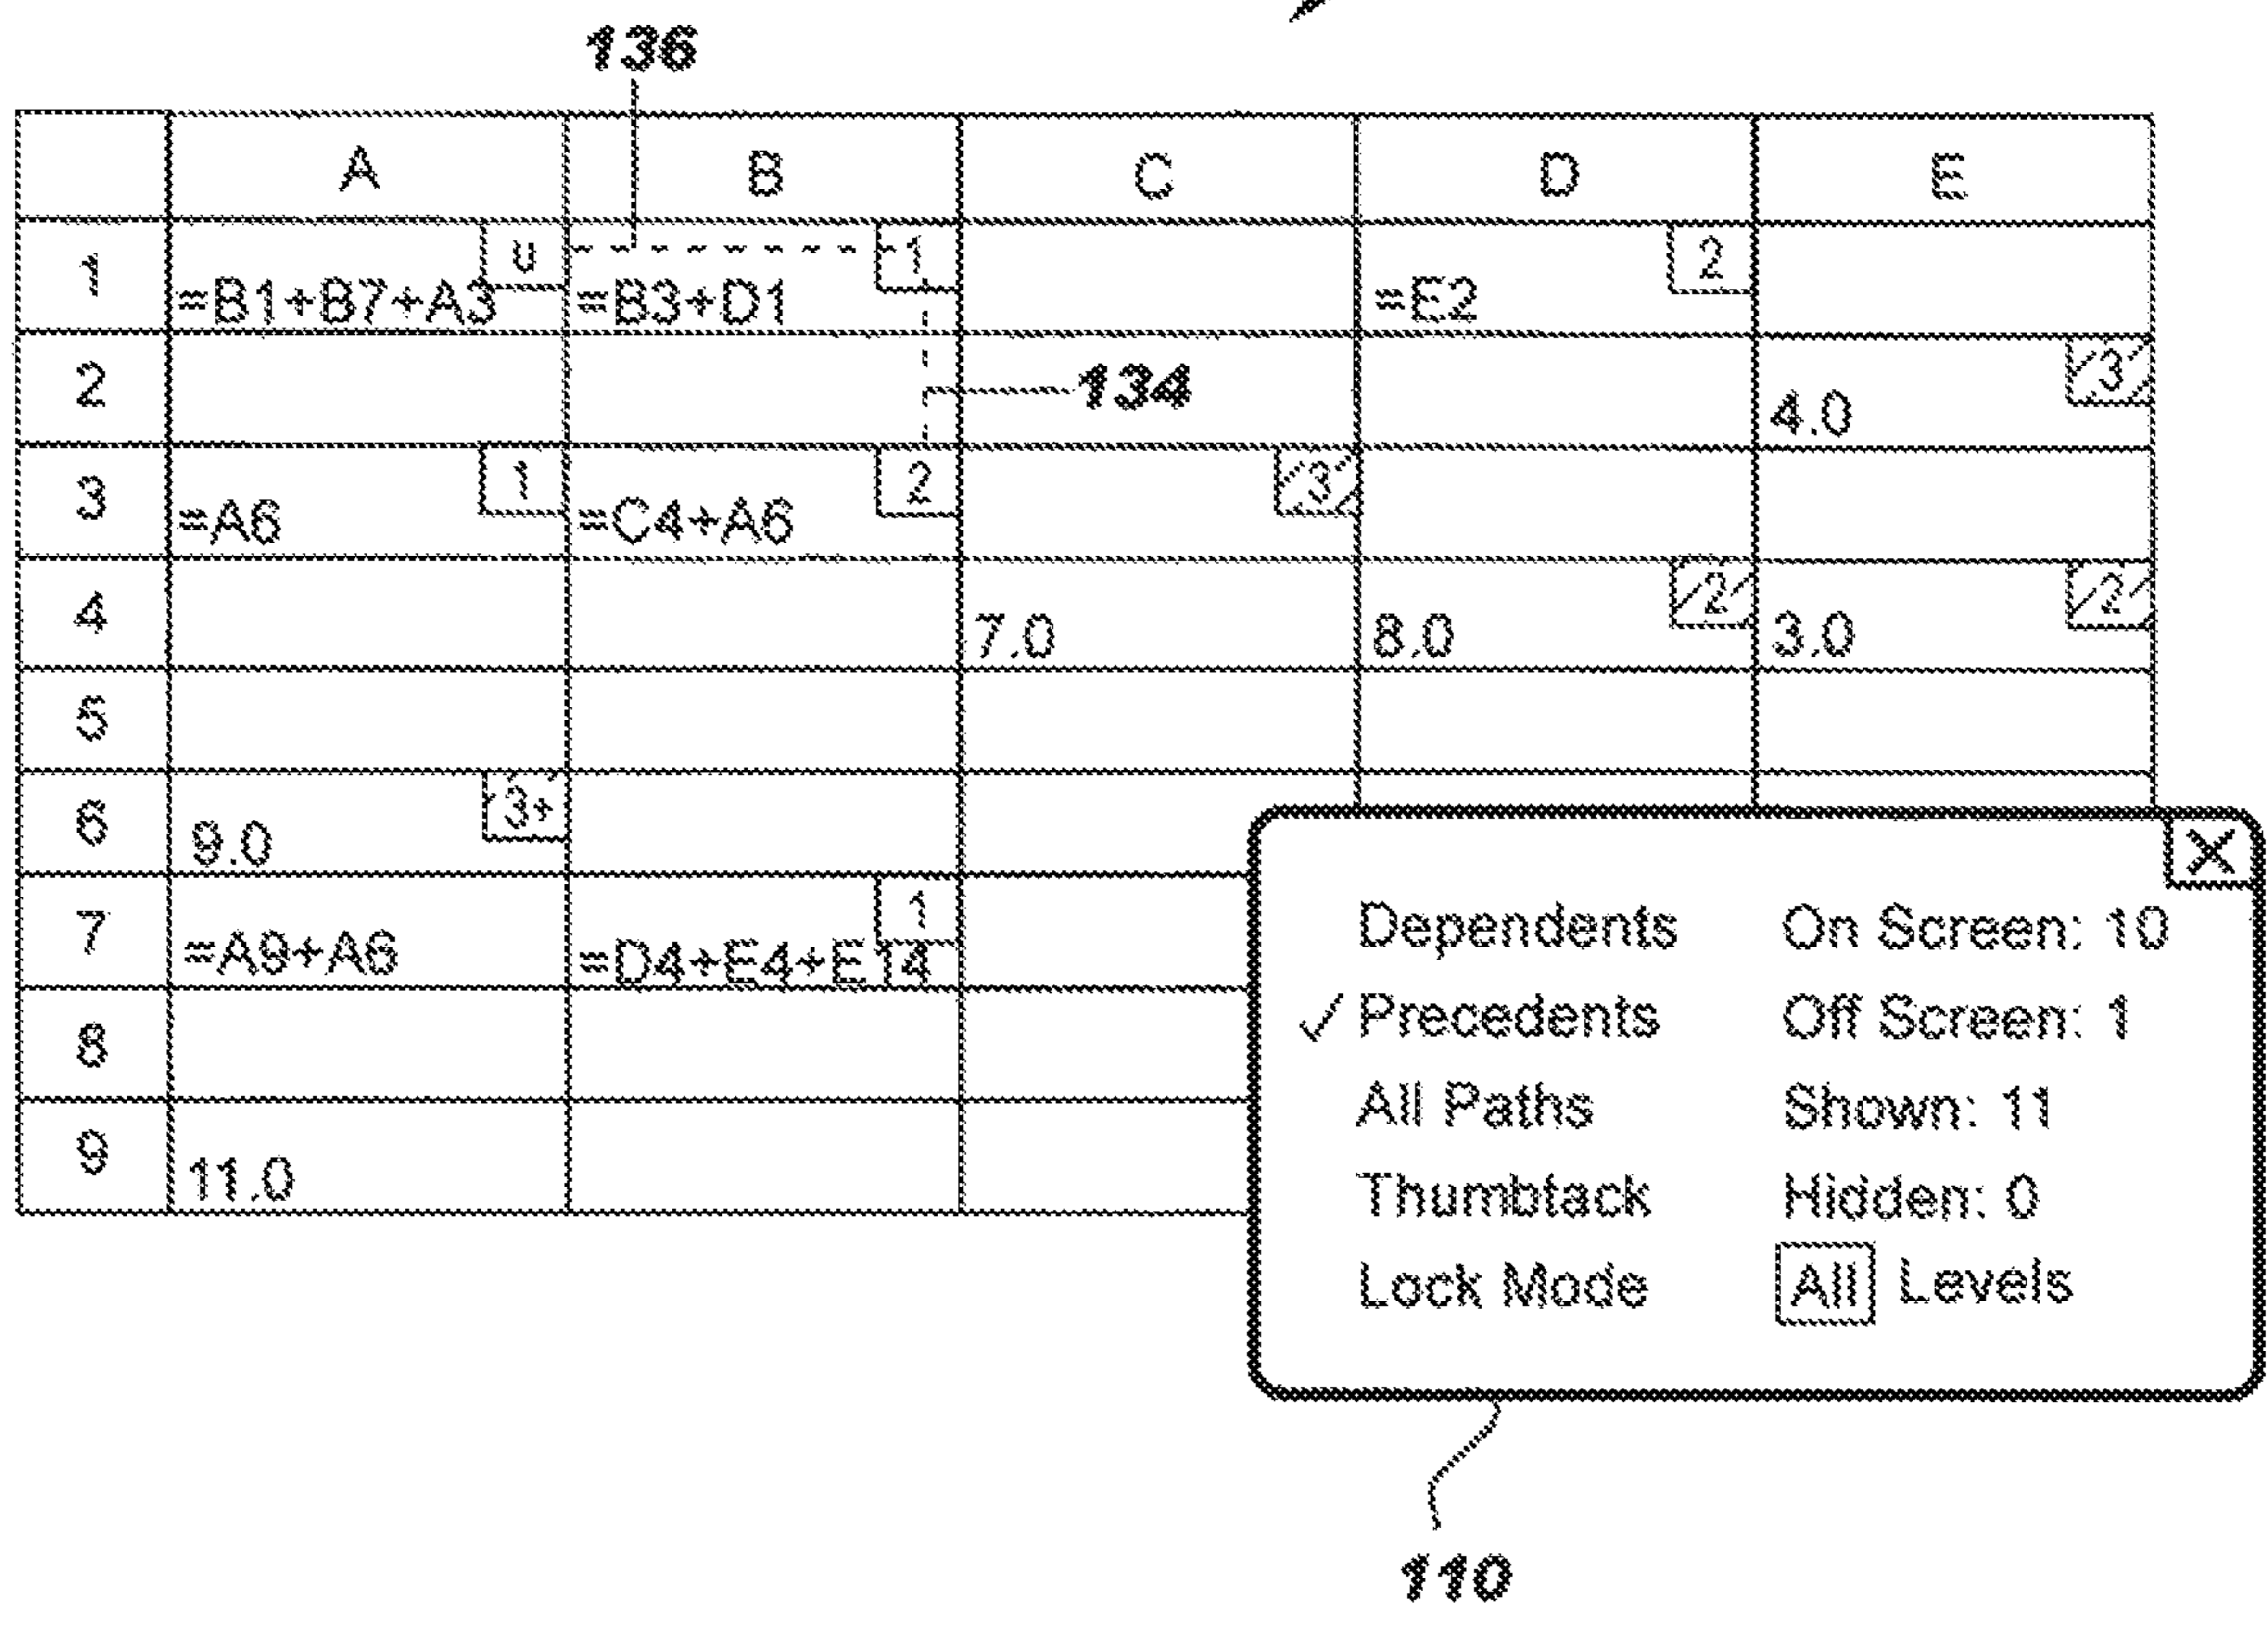 136
A B C D E
1 =B1+B7+A3 u =B3+D1 1 =E2 2
2 134 4.0 3
3 =A6 1 =C4+A6 2 3
4 7.0 8.0 2 3.0 2
5
6 9.0 3+
7 =A9+A6 =D4+E4+E14 1
8
9 11.0
X
Dependents On Screen: 10
✓ Precedents Off Screen: 1
All Paths Shown: 11
Thumbtack Hidden: 0
Lock Mode All Levels
110